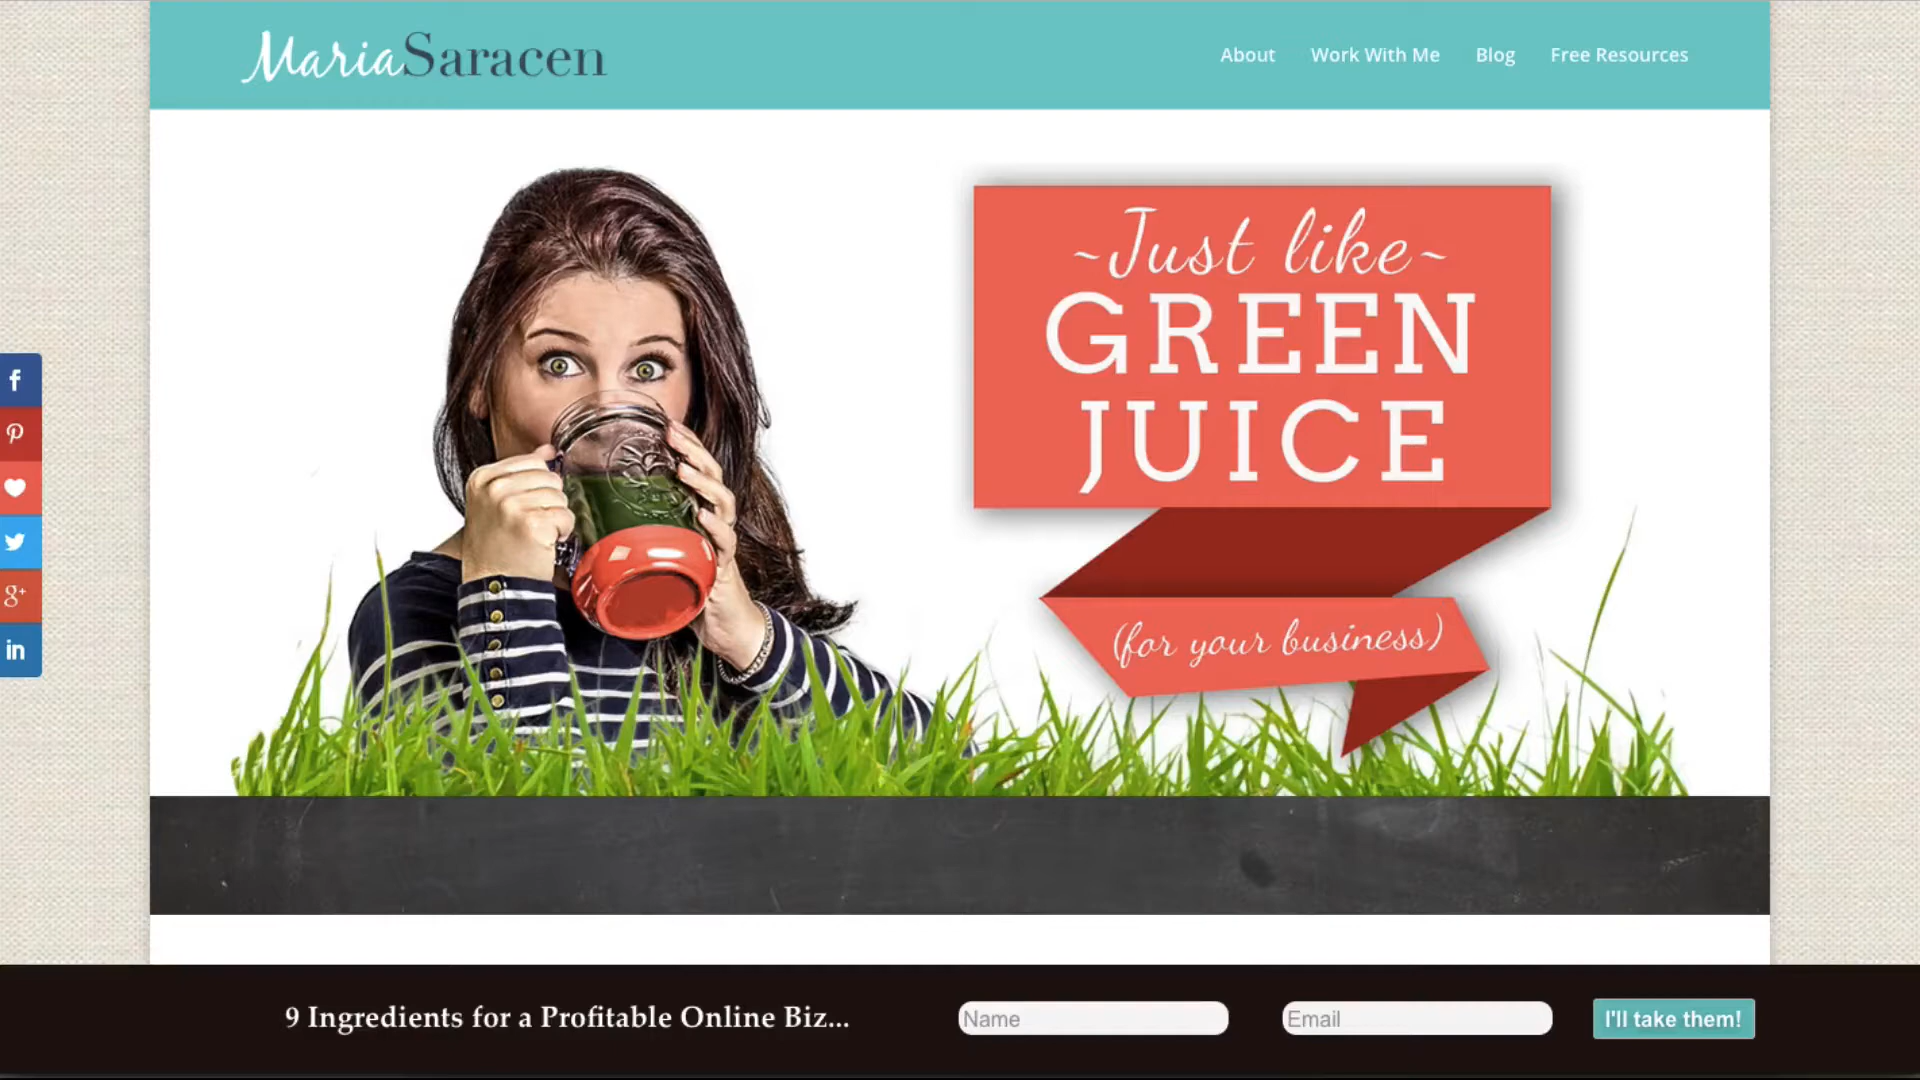 MariaSaracen
About
Work With Me
Blog
Free Resources
~Just like~
GREEN
JUICE
(for your business)
9 Ingredients for a Profitable Online Biz...
Name
Email
I'll take them!